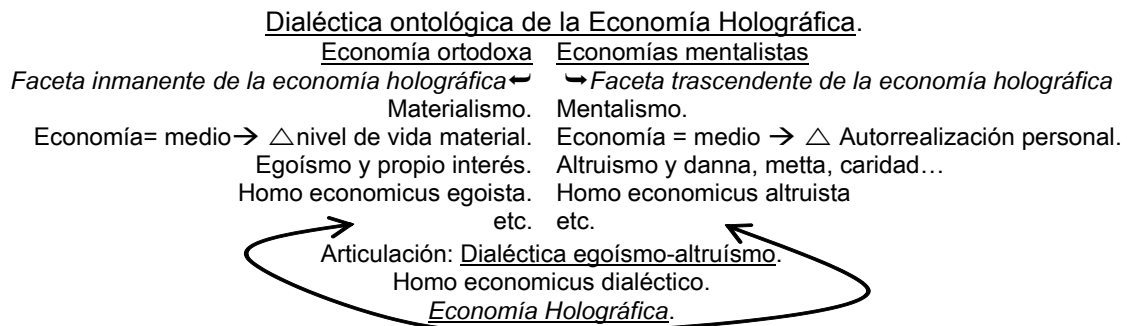 Dialéctica ontológica de la Economía Holográfica.
Economía ortodoxa Economías mentalistas
Faceta inmanente de la economía holográfica⬅ ➥Faceta trascendente de la economía holográfica
Materialismo. Mentalismo.
Economía= medio→ △nivel de vida material. Economía = medio → △ Autorrealización personal.
Egoísmo y propio interés. Altruismo y danna, metta, caridad…
Homo economicus egoista. Homo economicus altruista
etc. etc.
Articulación: Dialéctica egoísmo-altruísmo.
Homo economicus dialéctico.
Economía Holográfica.